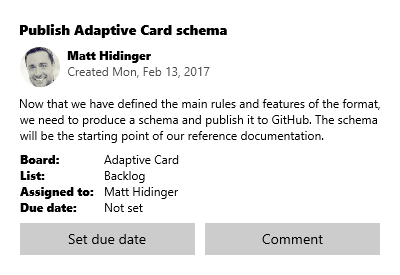 Publish Adaptive Card schema
Matt Hidinger
Created Mon, Feb 13, 2017
Now that we have defined the main rules and features of the format,
we need to produce a schema and publish it to GitHub. The schema
will be the starting point of our reference documentation.
Board: Adaptive Card
List: Backlog
Assigned to: Matt Hidinger
Due date: Not set
Set due date Comment